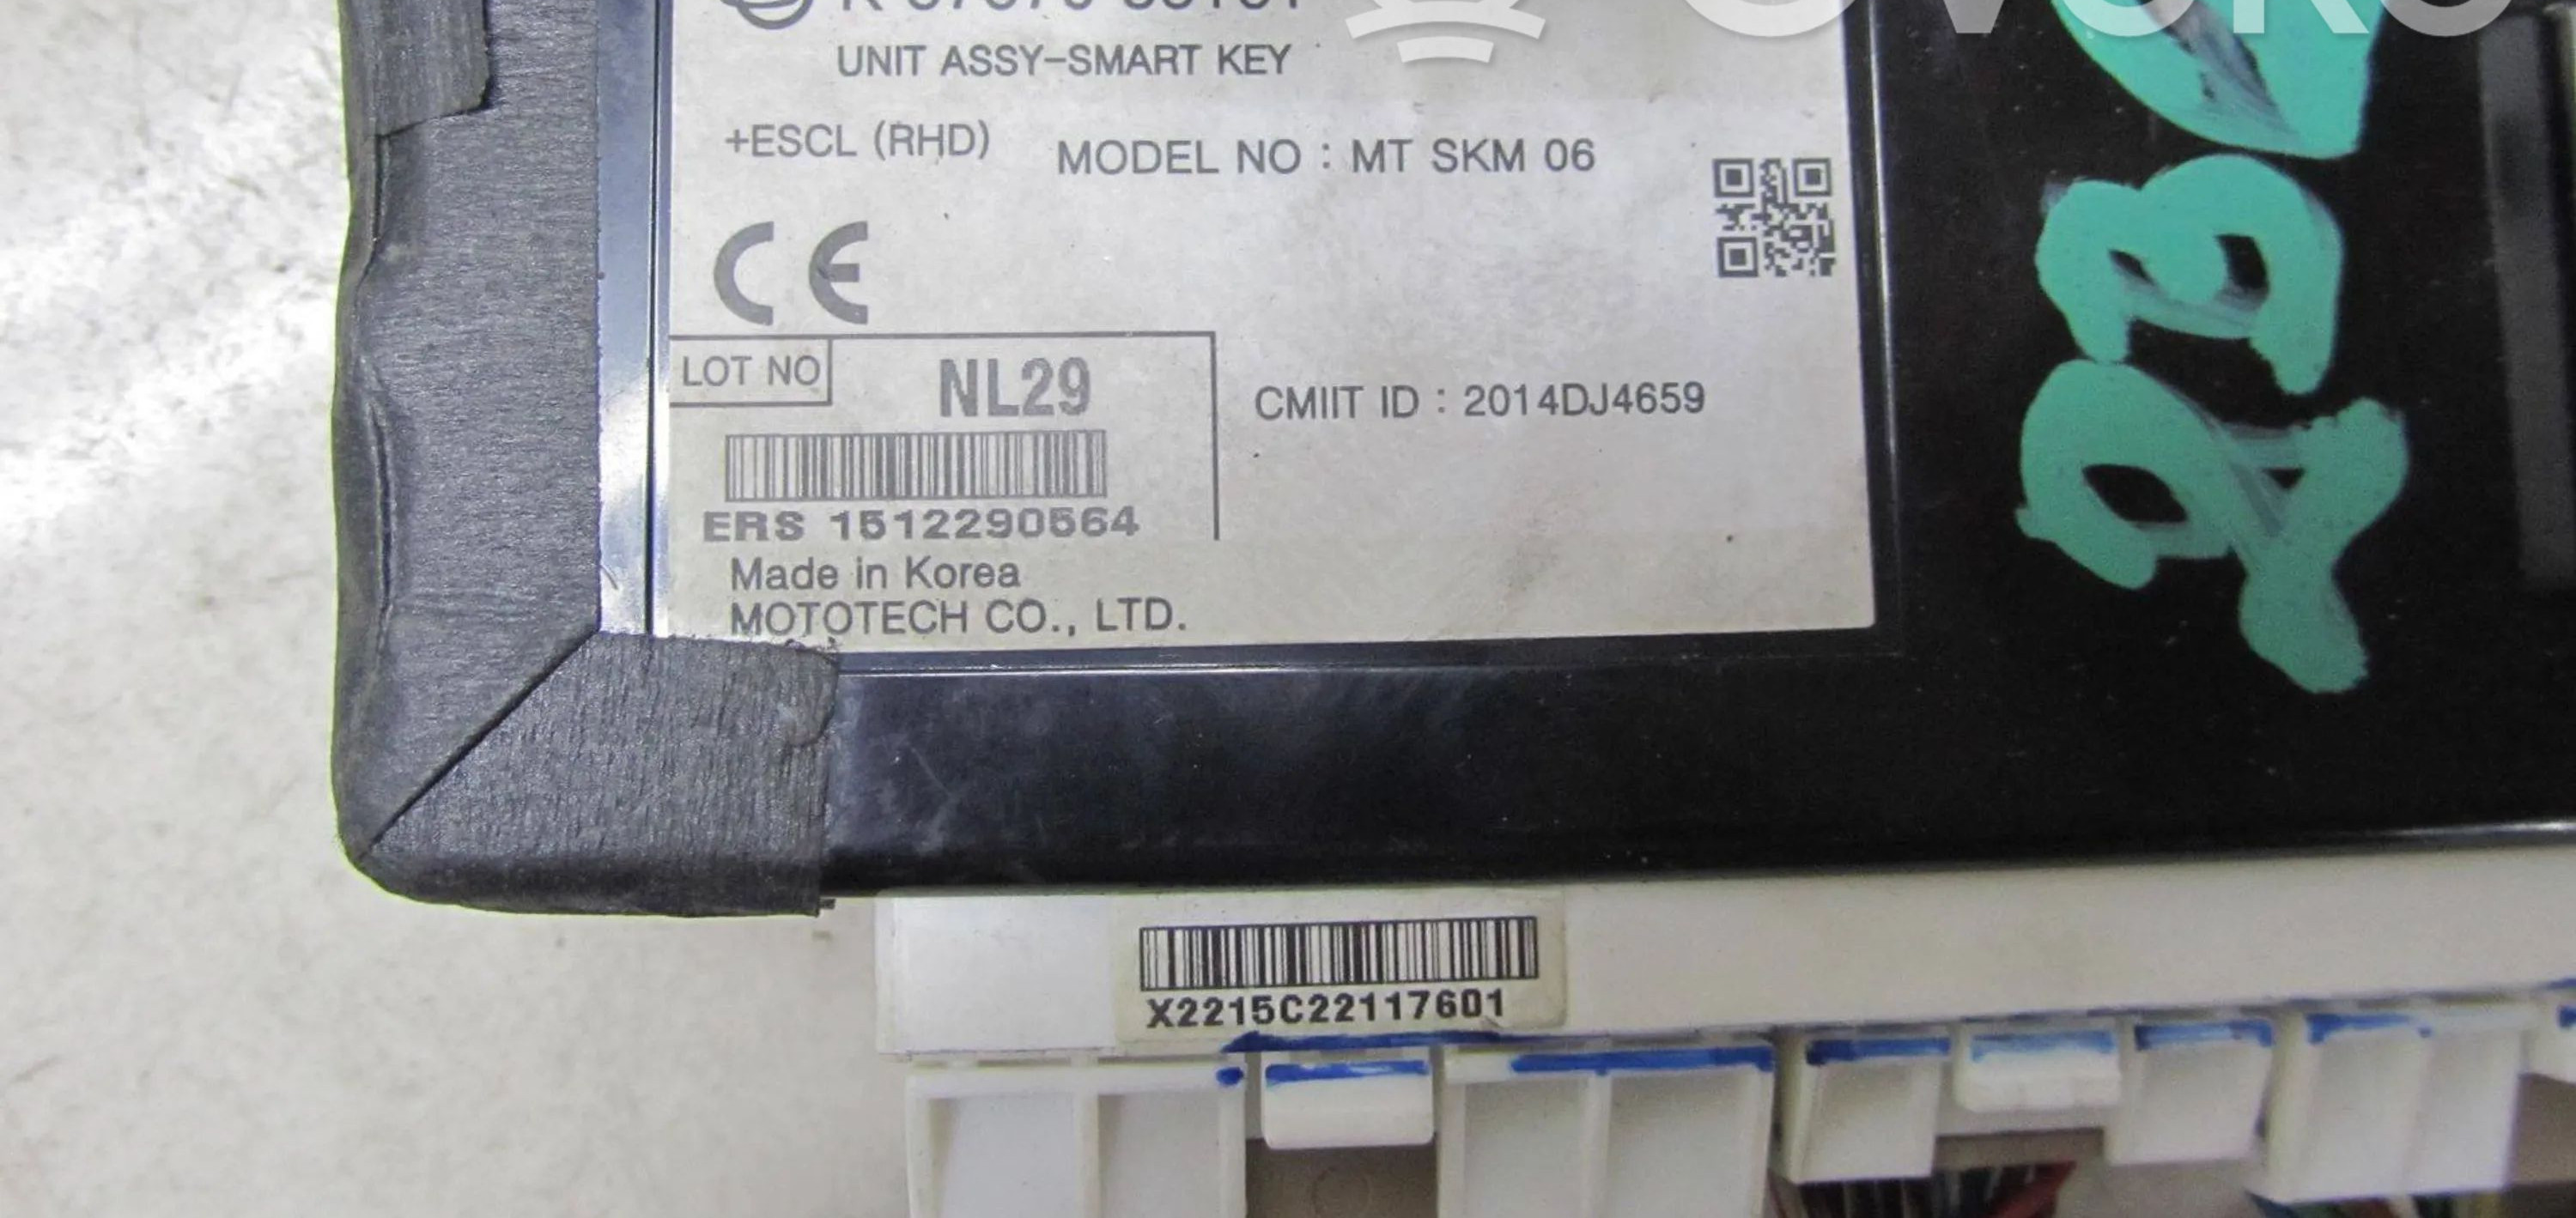 UNIT ASSY-SMART KEY
+ESCL (RHD) MODEL NO : MT SKM 06
CE
LOT NO NL29
CMIIT ID : 2014DJ4659
ERS 1512290564
Made in Korea
MOTOTECH CO., LTD.
X2215C22117601